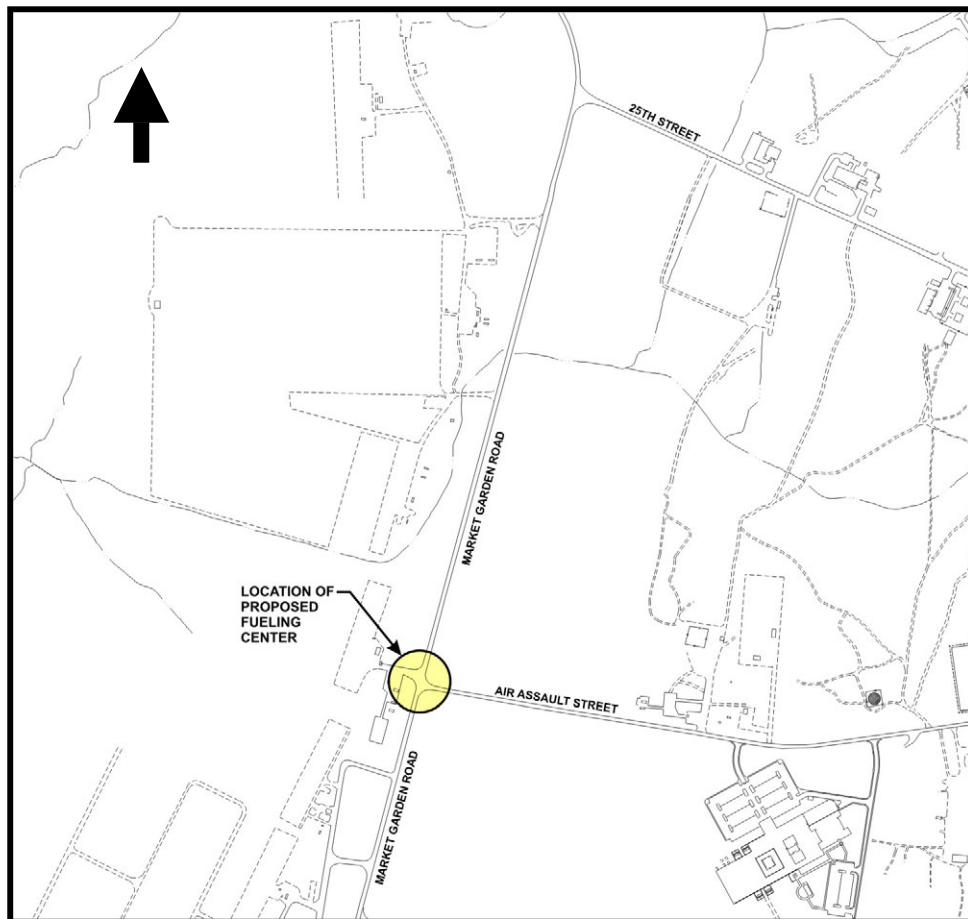 25TH STREET
MARKET GARDEN ROAD
LOCATION OF
PROPOSED
FUELING
CENTER
AIR ASSAULT STREET
MARKET GARDEN ROAD